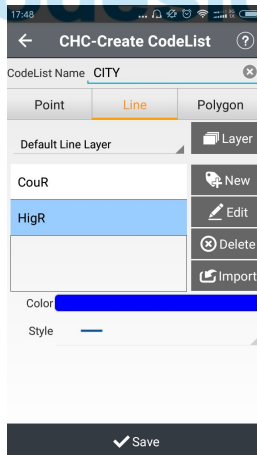 17:48
CHC-Create CodeList
CodeList Name CITY
Point Line Polygon
Default Line Layer Layer
CouR New
HigR Edit
Delete
Import
Color
Style
Save